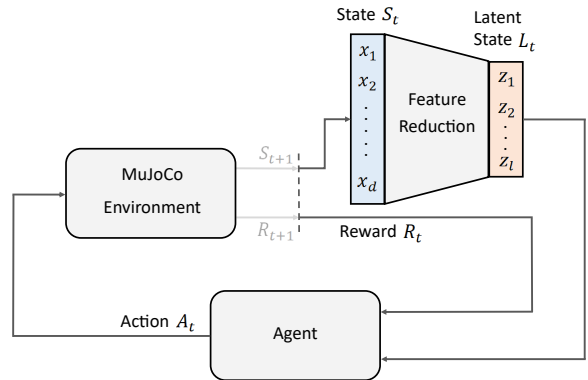 State S_t
Latent
State L_t
x_1
x_2
x_d
Feature
Reduction
z_1
z_2
z_l
MuJoCo
Environment
S_{t+1}
R_{t+1}
Reward R_t
Action A_t
Agent